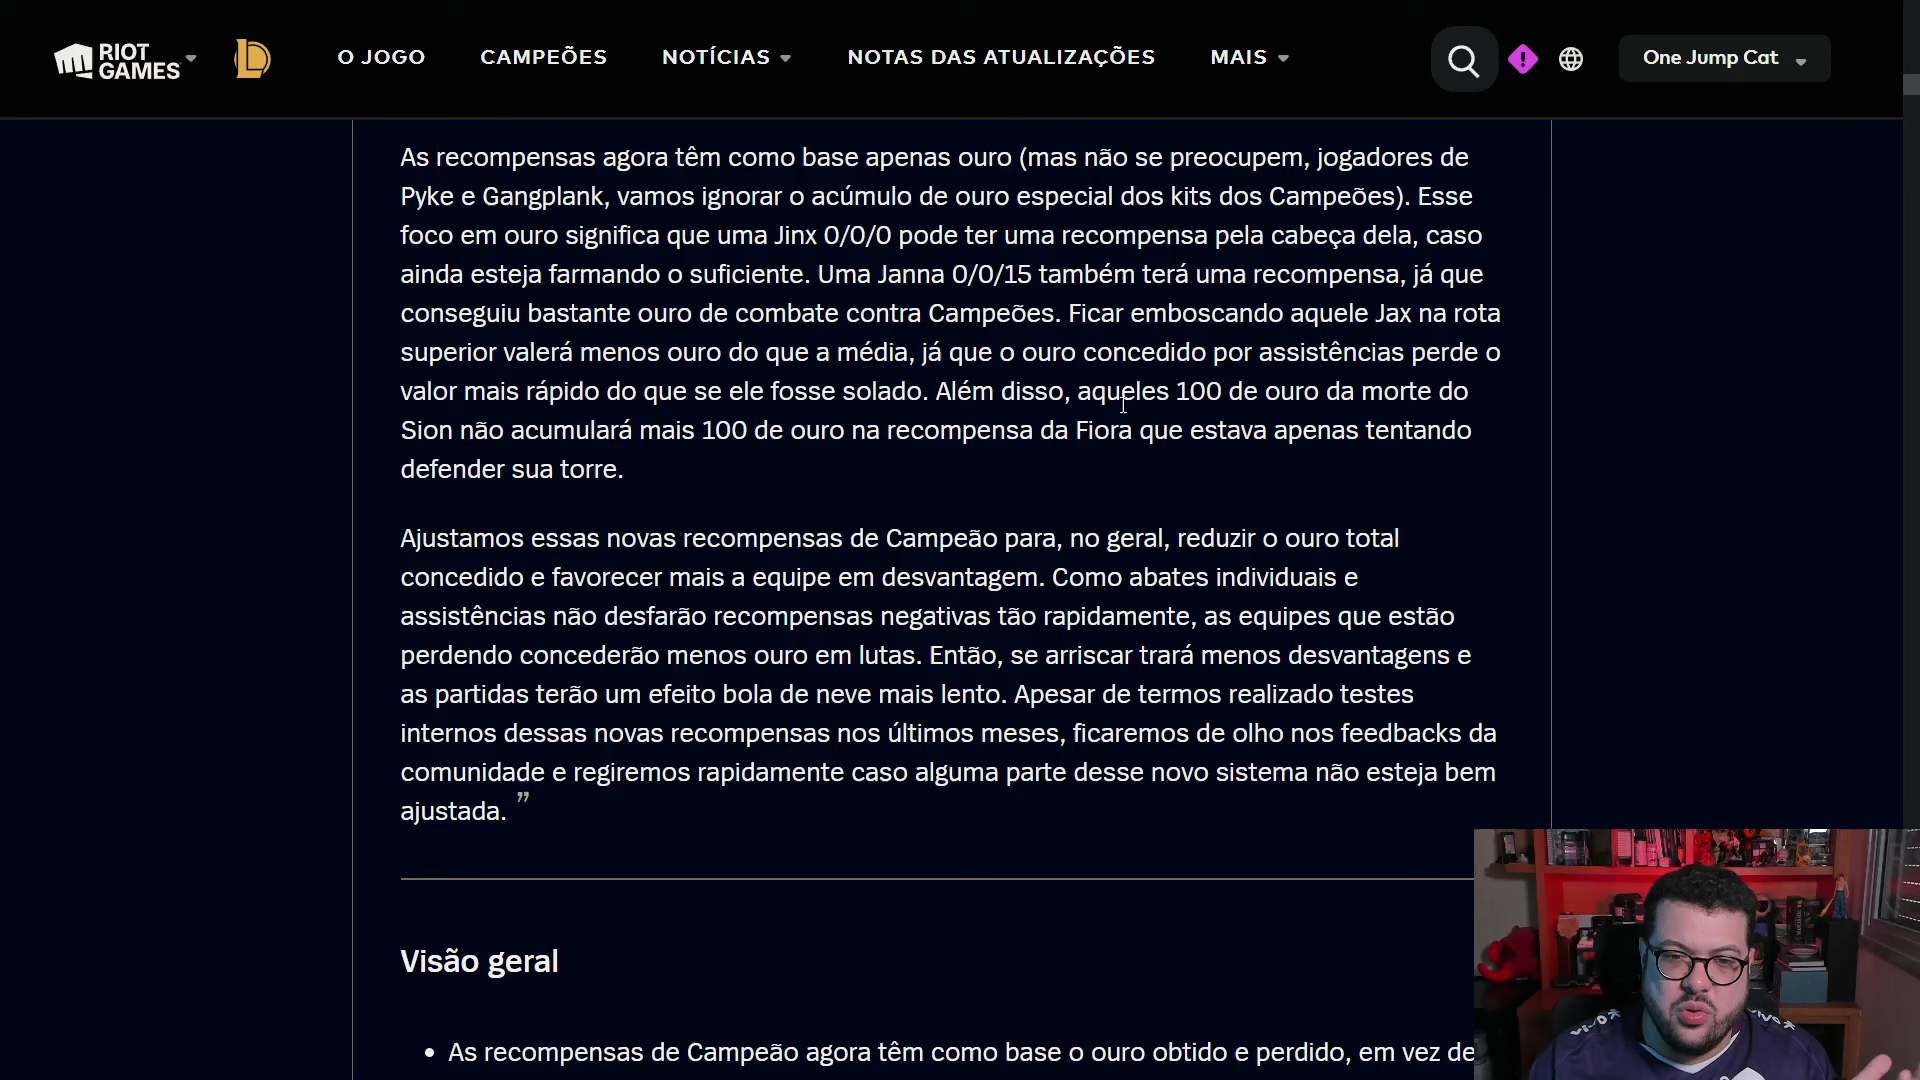 RIOT GAMES
O JOGO
CAMPEÕES
NOTÍCIAS
NOTAS DAS ATUALIZAÇÕES
MAIS
One Jump Cat
As recompensas agora têm como base apenas ouro (mas não se preocupem, jogadores de
Pyke e Gangplank, vamos ignorar o acúmulo de ouro especial dos kits dos Campeões). Esse
foco em ouro significa que uma Jinx 0/0/0 pode ter uma recompensa pela cabeça dela, caso
ainda esteja farmando o suficiente. Uma Janna 0/0/15 também terá uma recompensa, já que
conseguiu bastante ouro de combate contra Campeões. Ficar emboscando aquele Jax na rota
superior valerá menos ouro do que a média, já que o ouro concedido por assistências perde o
valor mais rápido do que se ele fosse solado. Além disso, aqueles 100 de ouro da morte do
Sion não acumulará mais 100 de ouro na recompensa da Fiora que estava apenas tentando
defender sua torre.
Ajustamos essas novas recompensas de Campeão para, no geral, reduzir o ouro total
concedido e favorecer mais a equipe em desvantagem. Como abates individuais e
assistências não desfarão recompensas negativas tão rapidamente, as equipes que estão
perdendo concederão menos ouro em lutas. Então, se arriscar trará menos desvantagens e
as partidas terão um efeito bola de neve mais lento. Apesar de termos realizado testes
internos dessas novas recompensas nos últimos meses, ficaremos de olho nos feedbacks da
comunidade e regiremos rapidamente caso alguma parte desse novo sistema não esteja bem
ajustada. ”
Visão geral
• As recompensas de Campeão agora têm como base o ouro obtido e perdido, em vez de